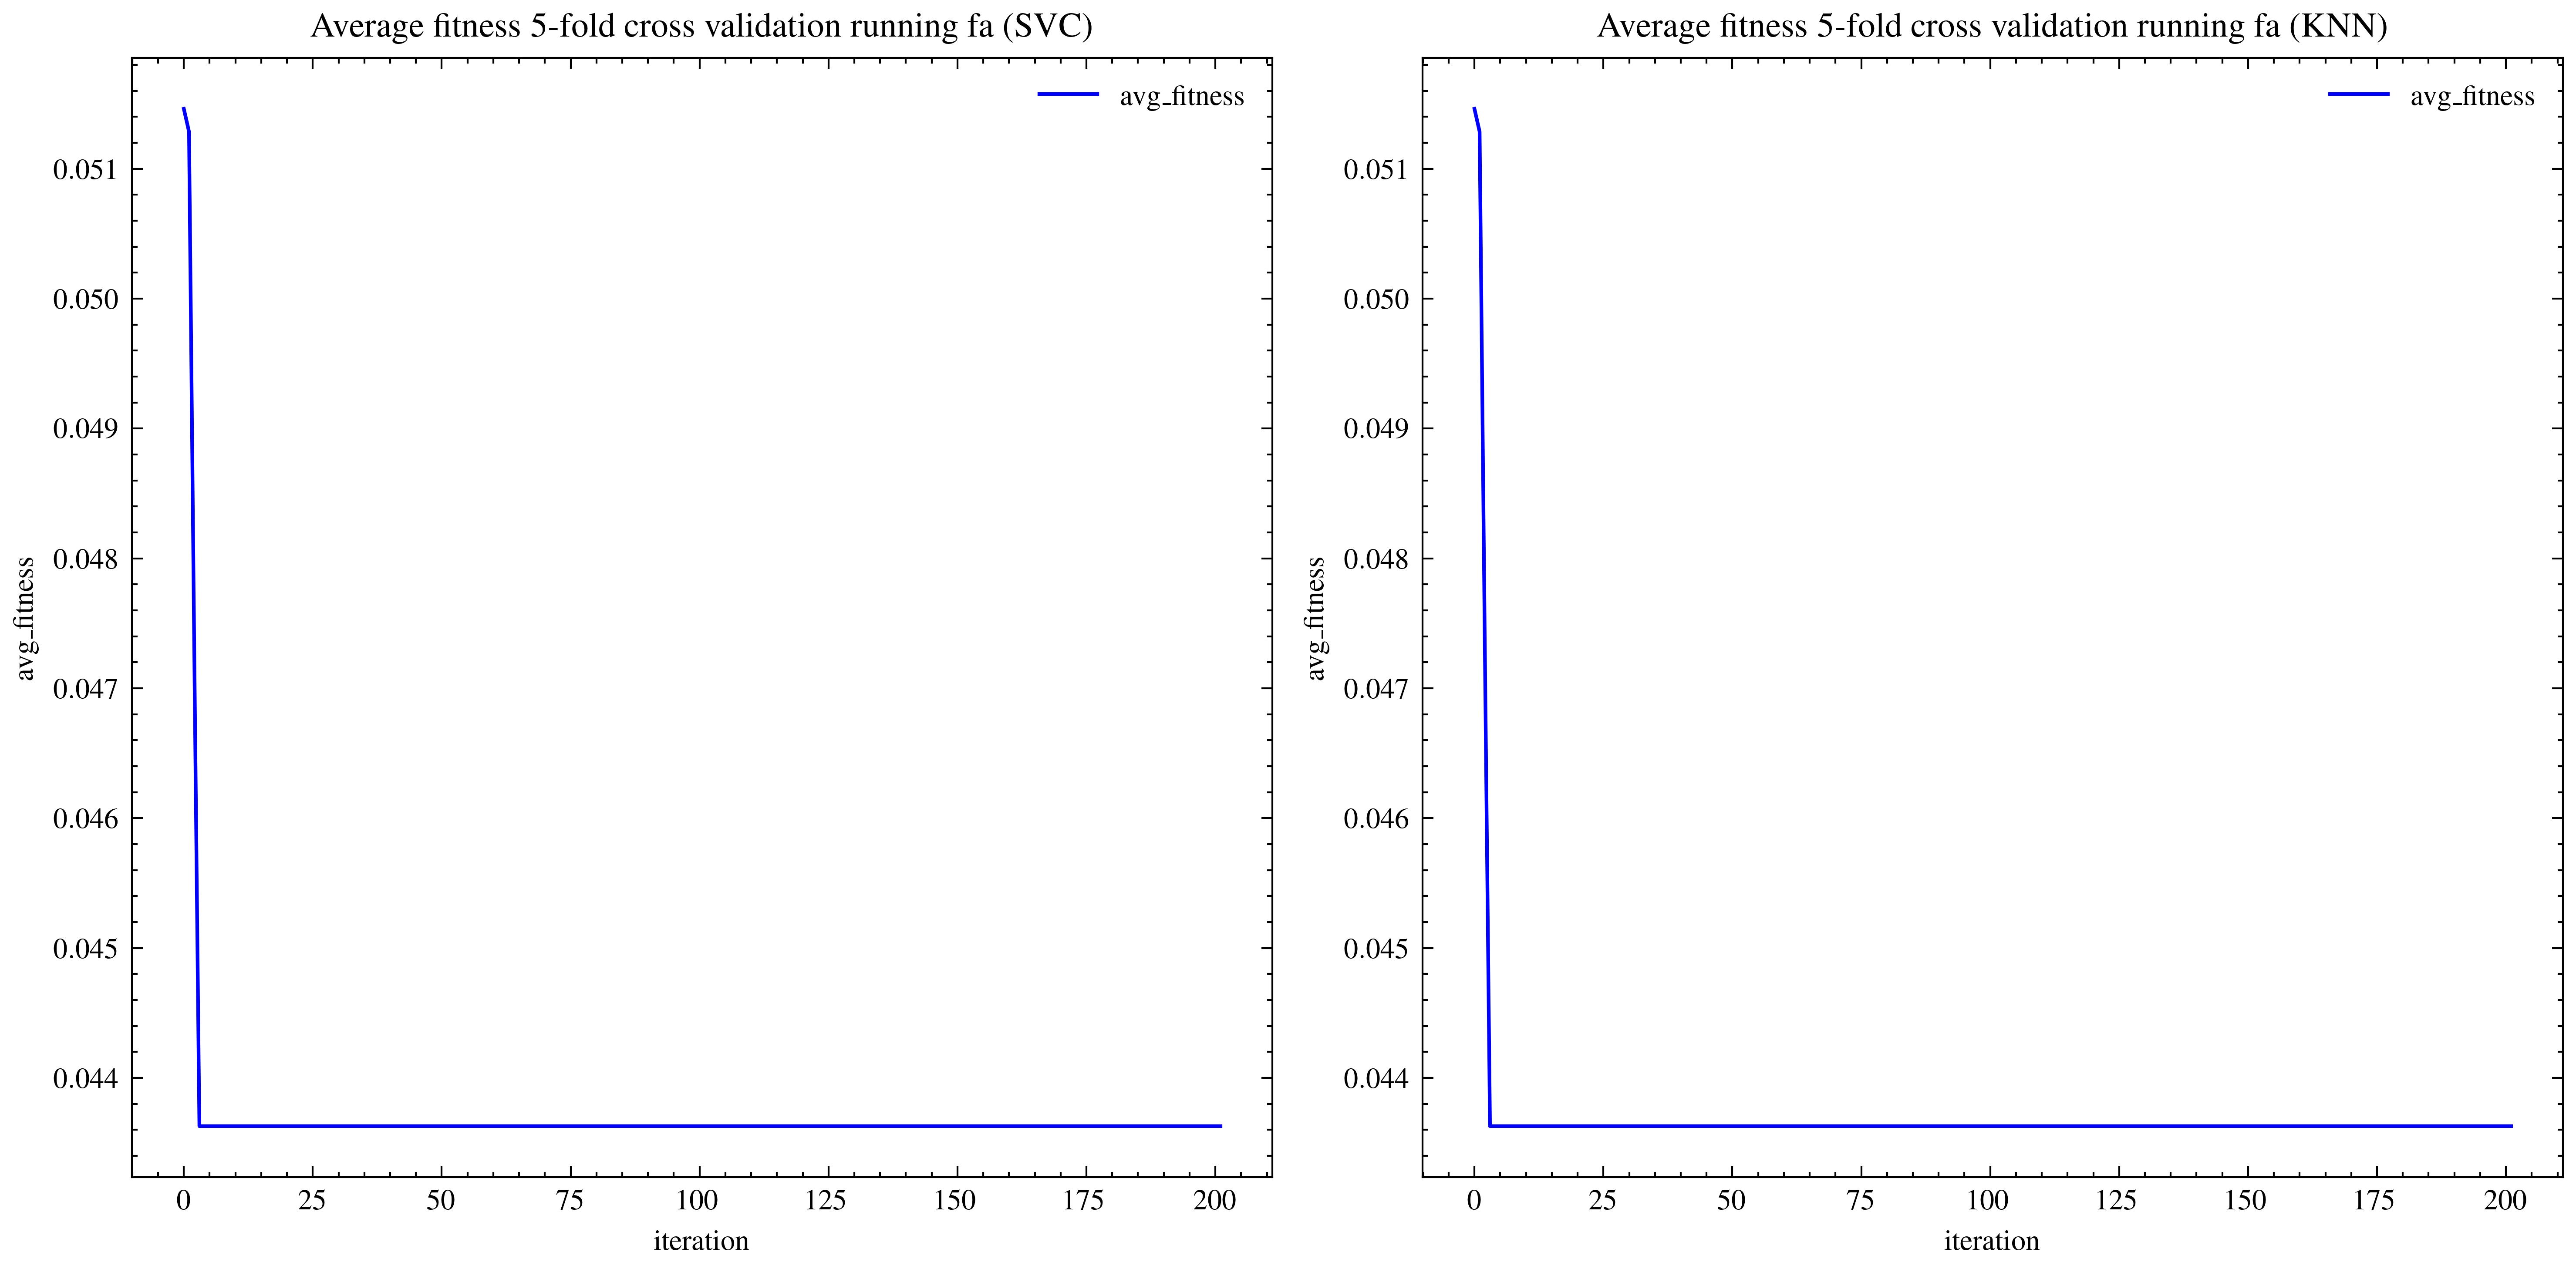 Average fitness 5-fold cross validation running fa (SVC)
avg_fitness
0.051
0.050
0.049
0.048
0.047
0.046
0.045
0.044
avg_fitness
0 25 50 75 100 125 150 175 200
iteration
Average fitness 5-fold cross validation running fa (KNN)
avg_fitness
0.051
0.050
0.049
0.048
0.047
0.046
0.045
0.044
avg_fitness
0 25 50 75 100 125 150 175 200
iteration